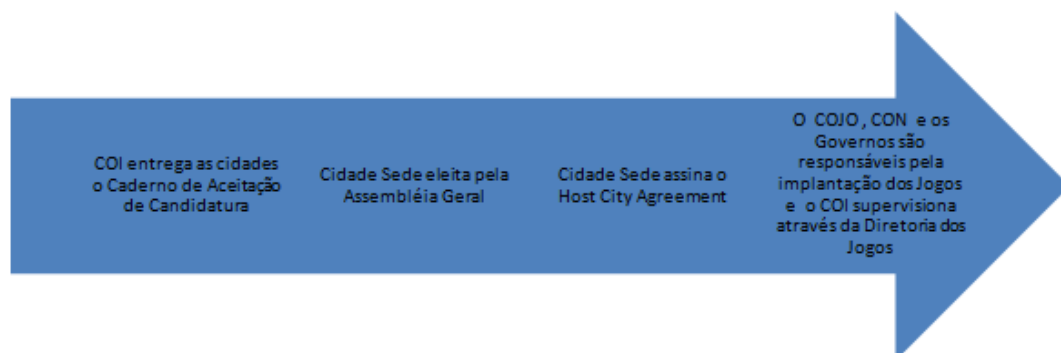 COI entrega as cidades
o Caderno de Aceitação
de Candidatura
Cidade Sede eleita pela
Assembléia Geral
Cidade Sede assina o
Host City Agreement
O COJO , CON e os
Governos são
responsáveis pela
implantação dos Jogos
e o COI supervisiona
através da Diretoria dos
Jogos